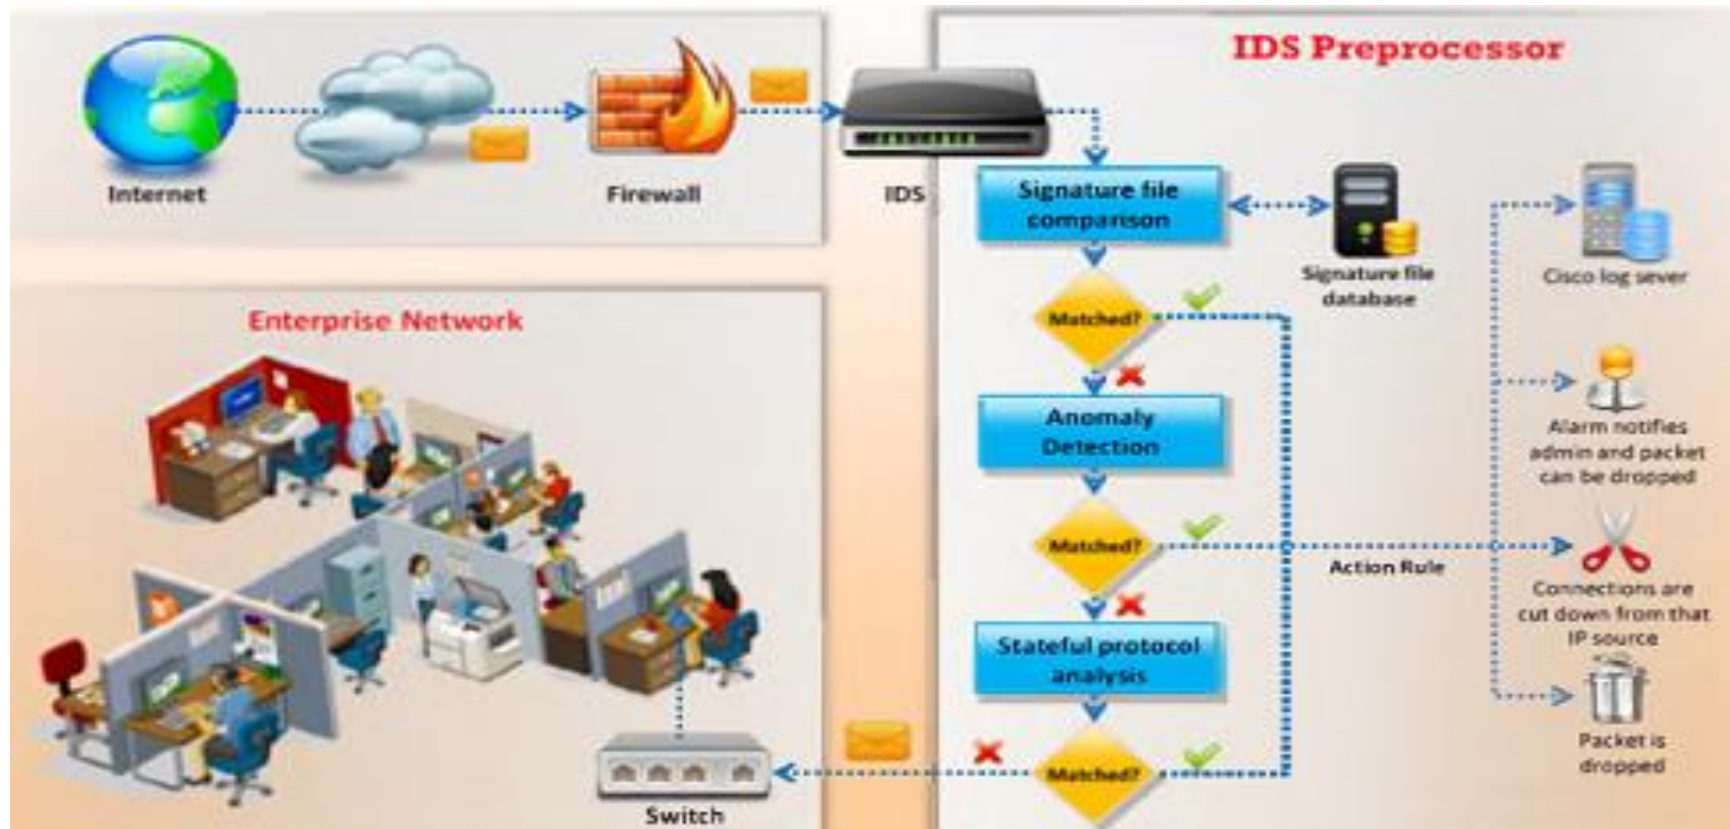 IDS Preprocessor
Internet
Firewall
IDS
Signature file
comparison
Signature file
database
Cisco log sever
Matched?
Enterprise Network
Anomaly
Detection
Alarm notifies
admin and packet
can be dropped
Matched?
Action Rule
Connections are
cut down from that
IP source
Stateful protocol
analysis
Packet is
dropped
Matched?
Switch